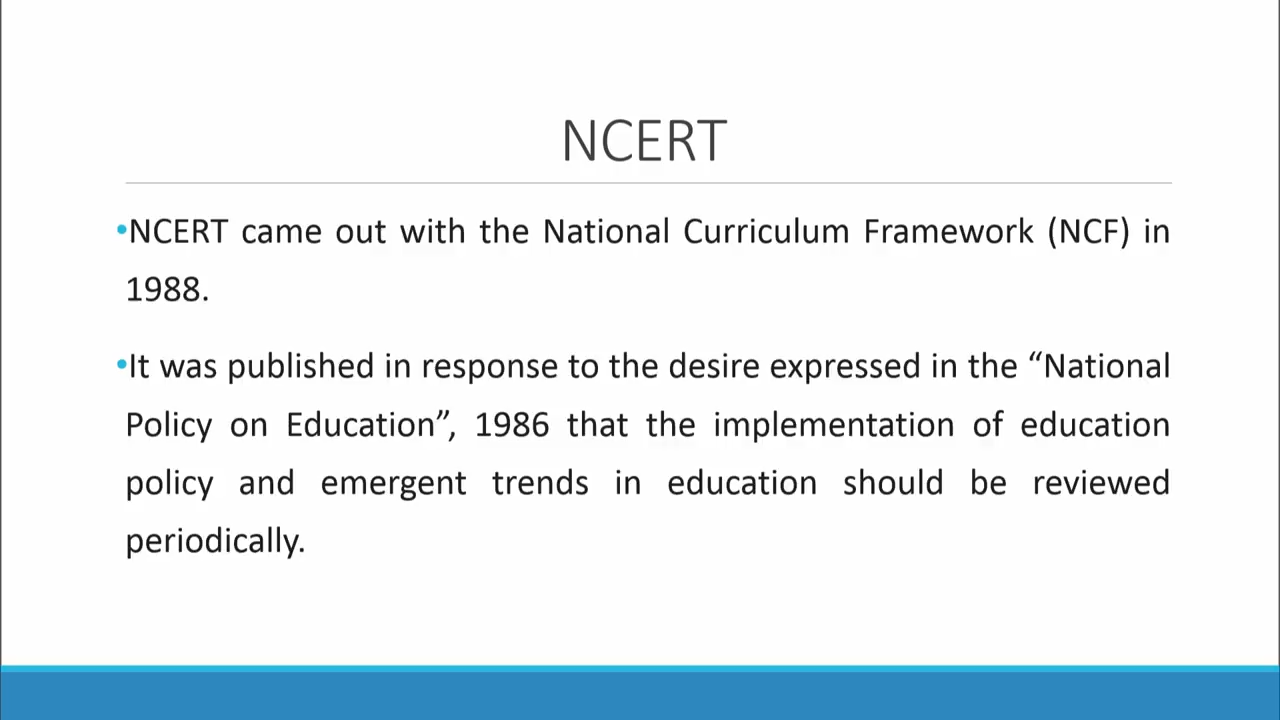 NCERT
•NCERT came out with the National Curriculum Framework (NCF) in
1988.
•It was published in response to the desire expressed in the “National
Policy on Education”, 1986 that the implementation of education
policy and emergent trends in education should be reviewed
periodically.